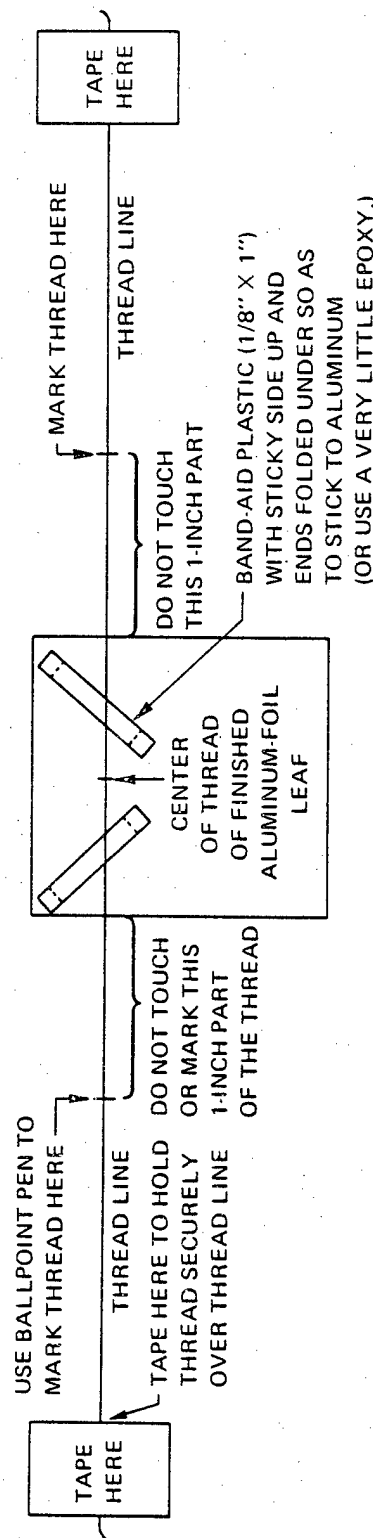 TAPE
HERE
USE BALLPOINT PEN TO
MARK THREAD HERE
THREAD LINE
TAPE HERE TO HOLD
THREAD SECURELY
OVER THREAD LINE
DO NOT TOUCH
OR MARK THIS
1-INCH PART
OF THE THREAD
CENTER
OF THREAD
OF FINISHED
ALUMINUM-FOIL
LEAF
MARK THREAD HERE
THREAD LINE
DO NOT TOUCH
THIS 1-INCH PART
BAND-AID PLASTIC (1/8" X 1")
WITH STICKY SIDE UP AND
ENDS FOLDED UNDER SO AS
TO STICK TO ALUMINUM
(OR USE A VERY LITTLE EPOXY.)
TAPE
HERE